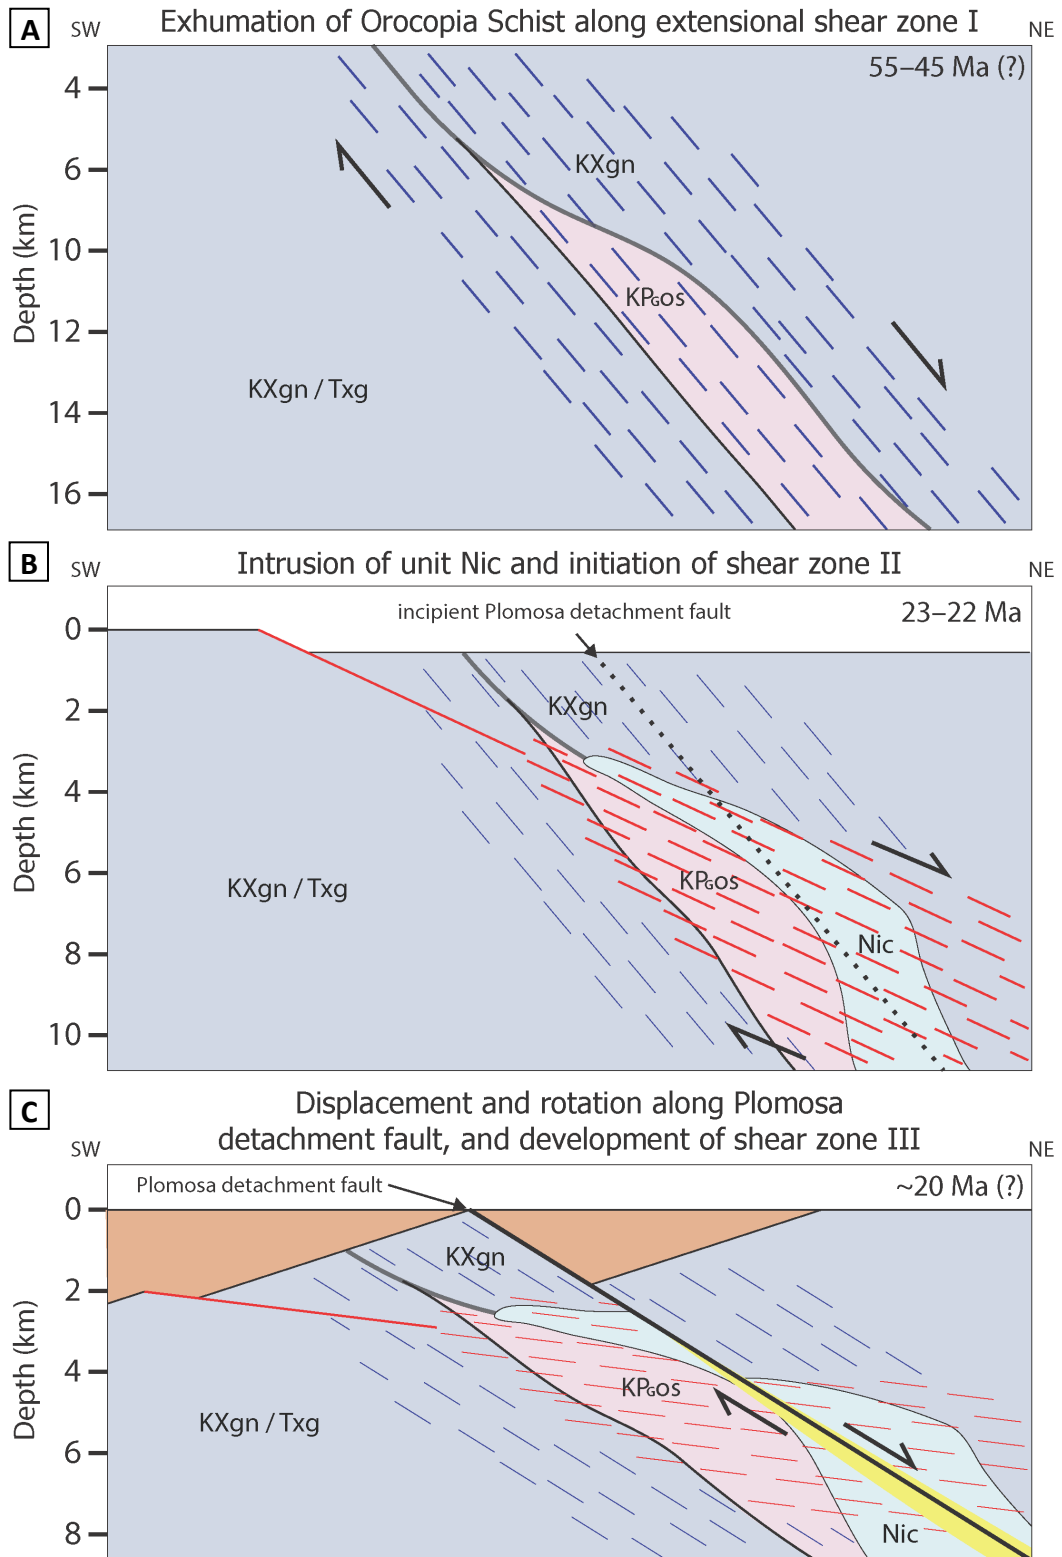 A
SW
Exhumation of Orocopia Schist along extensional shear zone I
NE
55–45 Ma (?)
4
6
10
12
14
16
Depth (km)
KXgn
KPGos
KXgn / Txg
B
SW
Intrusion of unit Nic and initiation of shear zone II
NE
incipient Plomosa detachment fault
23–22 Ma
0
2
4
6
8
10
Depth (km)
KXgn
KPGos
KXgn / Txg
Nic
C
SW
Displacement and rotation along Plomosa
detachment fault, and development of shear zone III
NE
Plomosa detachment fault
~20 Ma (?)
0
2
4
6
8
Depth (km)
KXgn
KPGos
KXgn / Txg
Nic